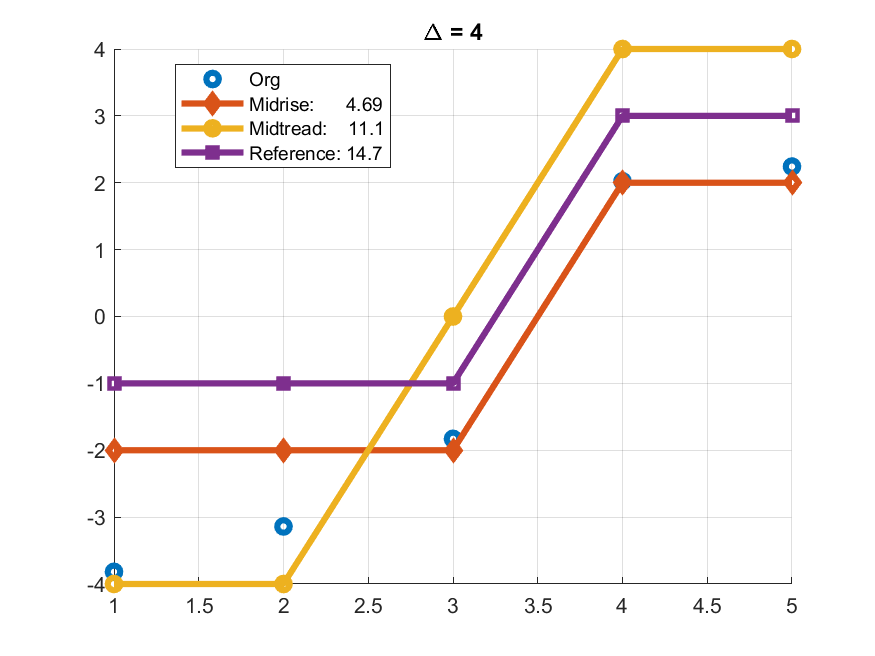 Δ = 4
4
3
2
1
0
-1
-2
-3
-4
Org
Midrise: 4.69
Midtread: 11.1
Reference: 14.7
1 1.5 2 2.5 3 3.5 4 4.5 5